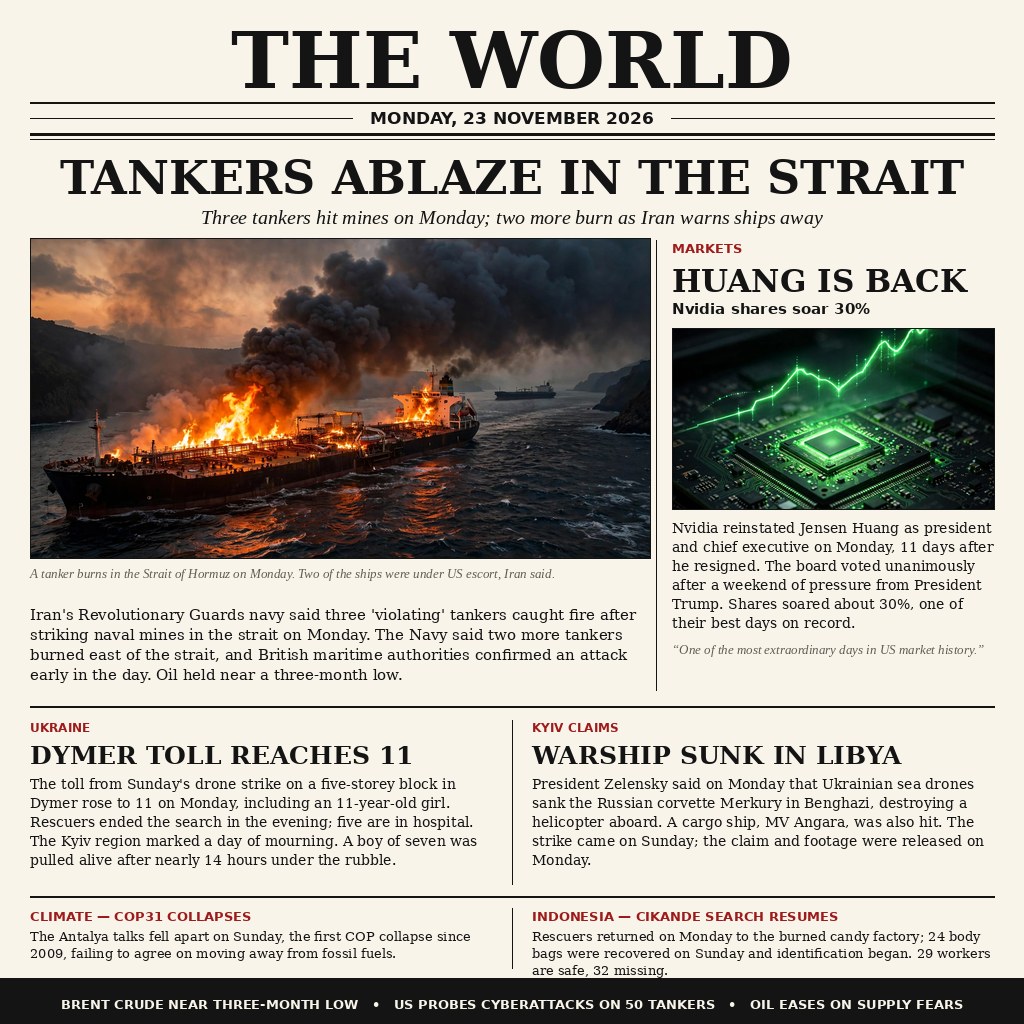 THE WORLD
MONDAY, 23 NOVEMBER 2026
TANKERS ABLAZE IN THE STRAIT
Three tankers hit mines on Monday; two more burn as Iran warns ships away
A tanker burns in the Strait of Hormuz on Monday. Two of the ships were under US escort, Iran said.
Iran's Revolutionary Guards navy said three 'violating' tankers caught fire after
striking naval mines in the strait on Monday. The Navy said two more tankers
burned east of the strait, and British maritime authorities confirmed an attack
early in the day. Oil held near a three-month low.
MARKETS
HUANG IS BACK
Nvidia shares soar 30%
Nvidia reinstated Jensen Huang as president
and chief executive on Monday, 11 days after
he resigned. The board voted unanimously
after a weekend of pressure from President
Trump. Shares soared about 30%, one of
their best days on record.
“One of the most extraordinary days in US market history.”
UKRAINE
DYMER TOLL REACHES 11
The toll from Sunday's drone strike on a five-storey block in
Dymer rose to 11 on Monday, including an 11-year-old girl.
Rescuers ended the search in the evening; five are in hospital.
The Kyiv region marked a day of mourning. A boy of seven was
pulled alive after nearly 14 hours under the rubble.
KYIV CLAIMS
WARSHIP SUNK IN LIBYA
President Zelensky said on Monday that Ukrainian sea drones
sank the Russian corvette Merkury in Benghazi, destroying a
helicopter aboard. A cargo ship, MV Angara, was also hit. The
strike came on Sunday; the claim and footage were released on
Monday.
CLIMATE — COP31 COLLAPSES
The Antalya talks fell apart on Sunday, the first COP collapse since
2009, failing to agree on moving away from fossil fuels.
INDONESIA — CIKANDE SEARCH RESUMES
Rescuers returned on Monday to the burned candy factory; 24 body
bags were recovered on Sunday and identification began. 29 workers
are safe, 32 missing.
BRENT CRUDE NEAR THREE-MONTH LOW • US PROBES CYBERATTACKS ON 50 TANKERS • OIL EASES ON SUPPLY FEARS